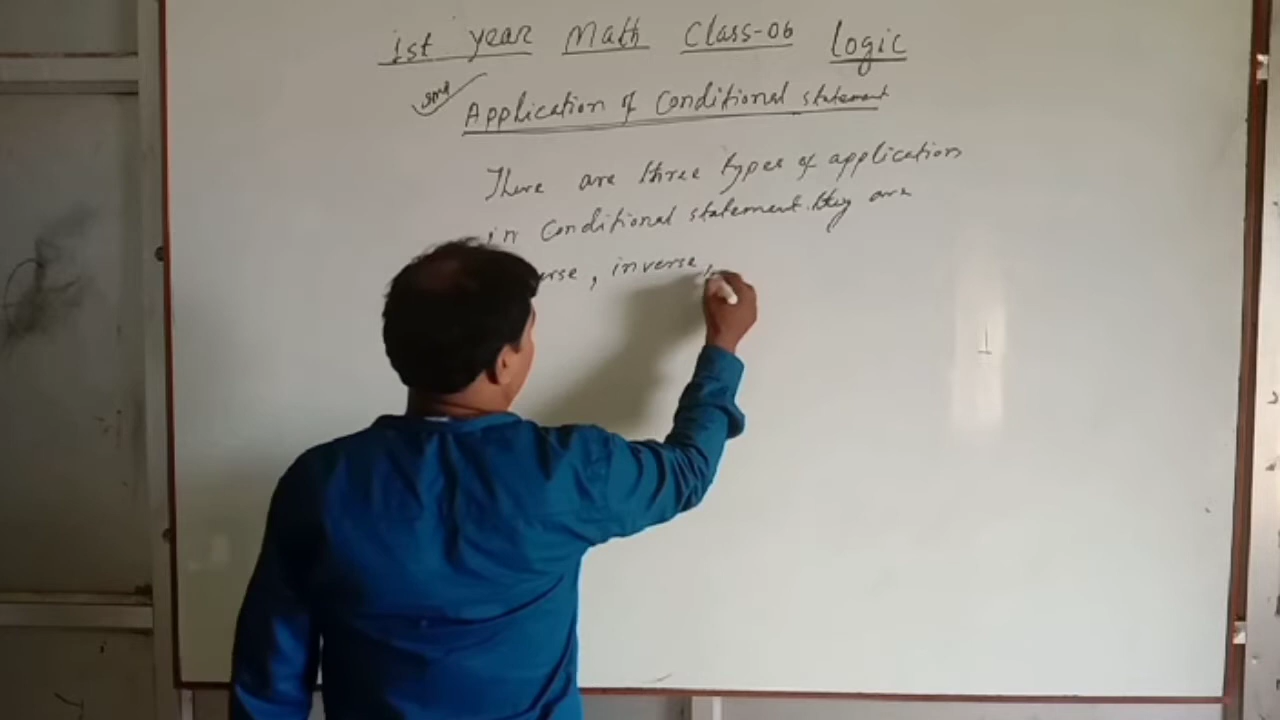 1st year Math Class-06 Logic
Application of Conditional statement
There are three types of application
in Conditional statement. they are
erse, inverse,